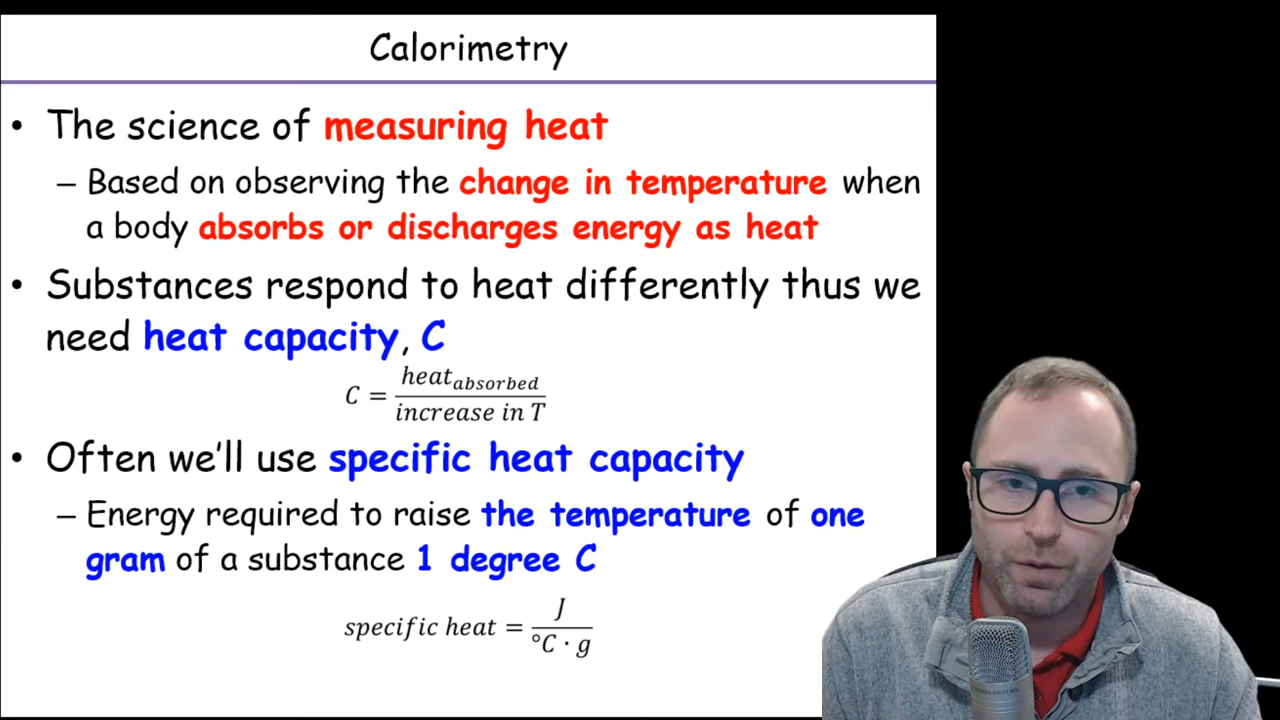 Calorimetry
• The science of measuring heat
– Based on observing the change in temperature when
a body absorbs or discharges energy as heat
• Substances respond to heat differently thus we
need heat capacity, C
C = heat_absorbed / increase in T
• Often we'll use specific heat capacity
– Energy required to raise the temperature of one
gram of a substance 1 degree C
specific heat = J / °C · g